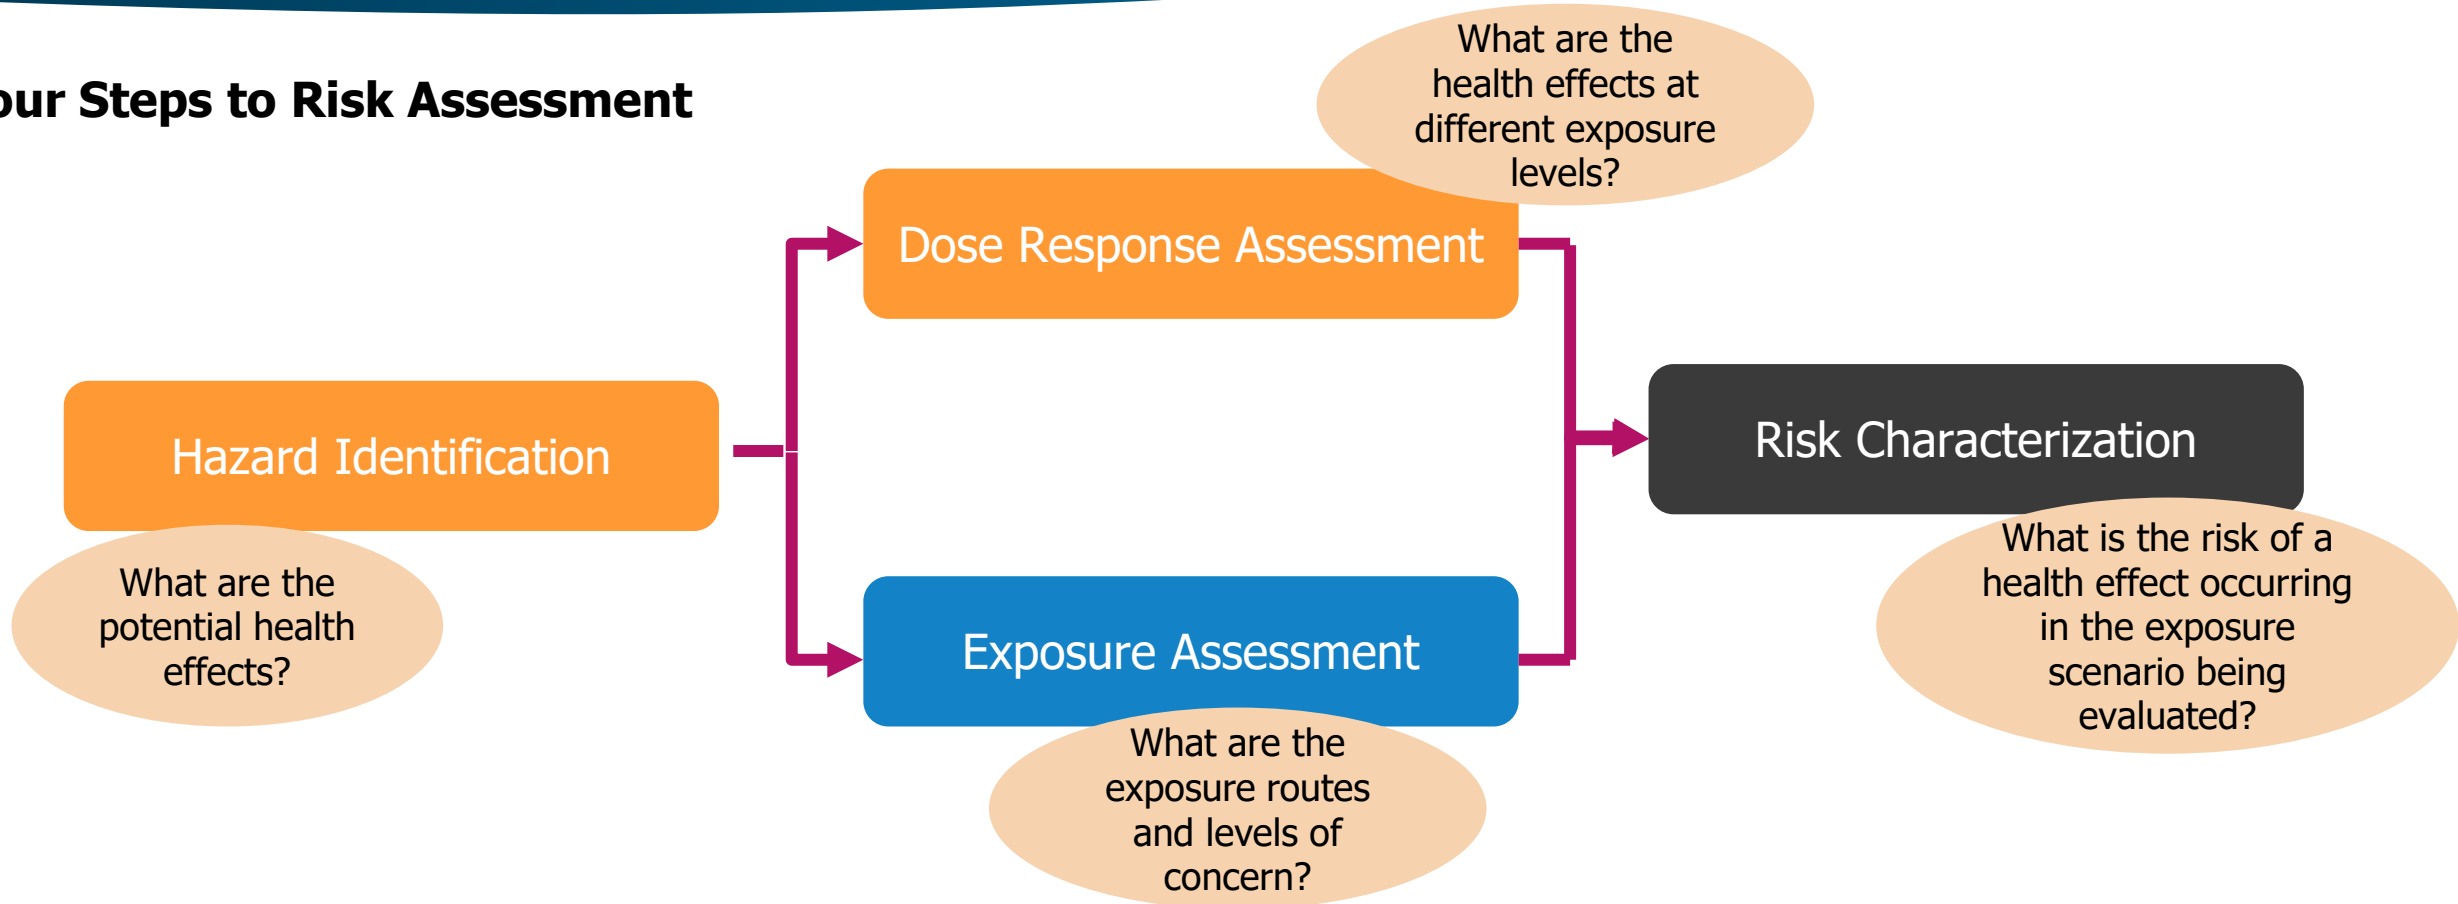 our Steps to Risk Assessment
What are the
health effects at
different exposure
levels?
Dose Response Assessment
Hazard Identification
What are the
potential health
effects?
Exposure Assessment
What are the
exposure routes
and levels of
concern?
Risk Characterization
What is the risk of a
health effect occurring
in the exposure
scenario being
evaluated?